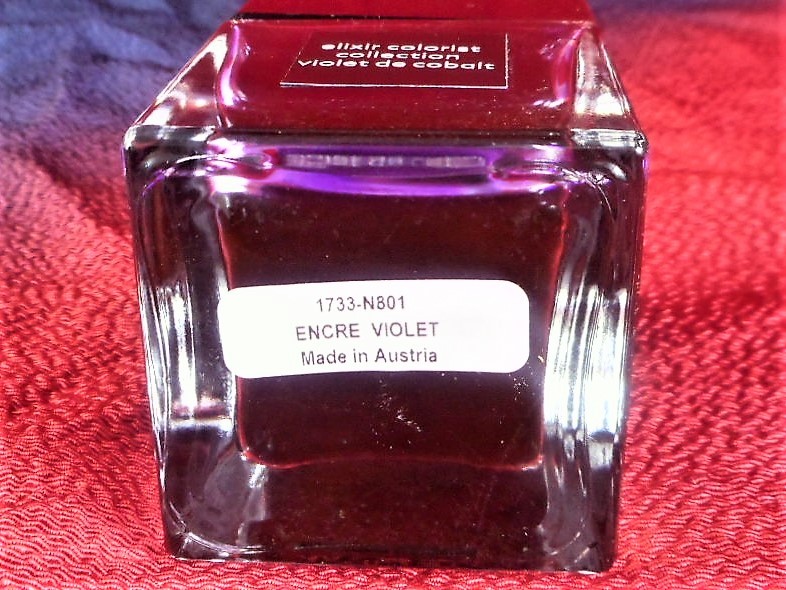 elixir colorist
collection
violet de cobalt
1733-N801
ENCRE VIOLET
Made in Austria